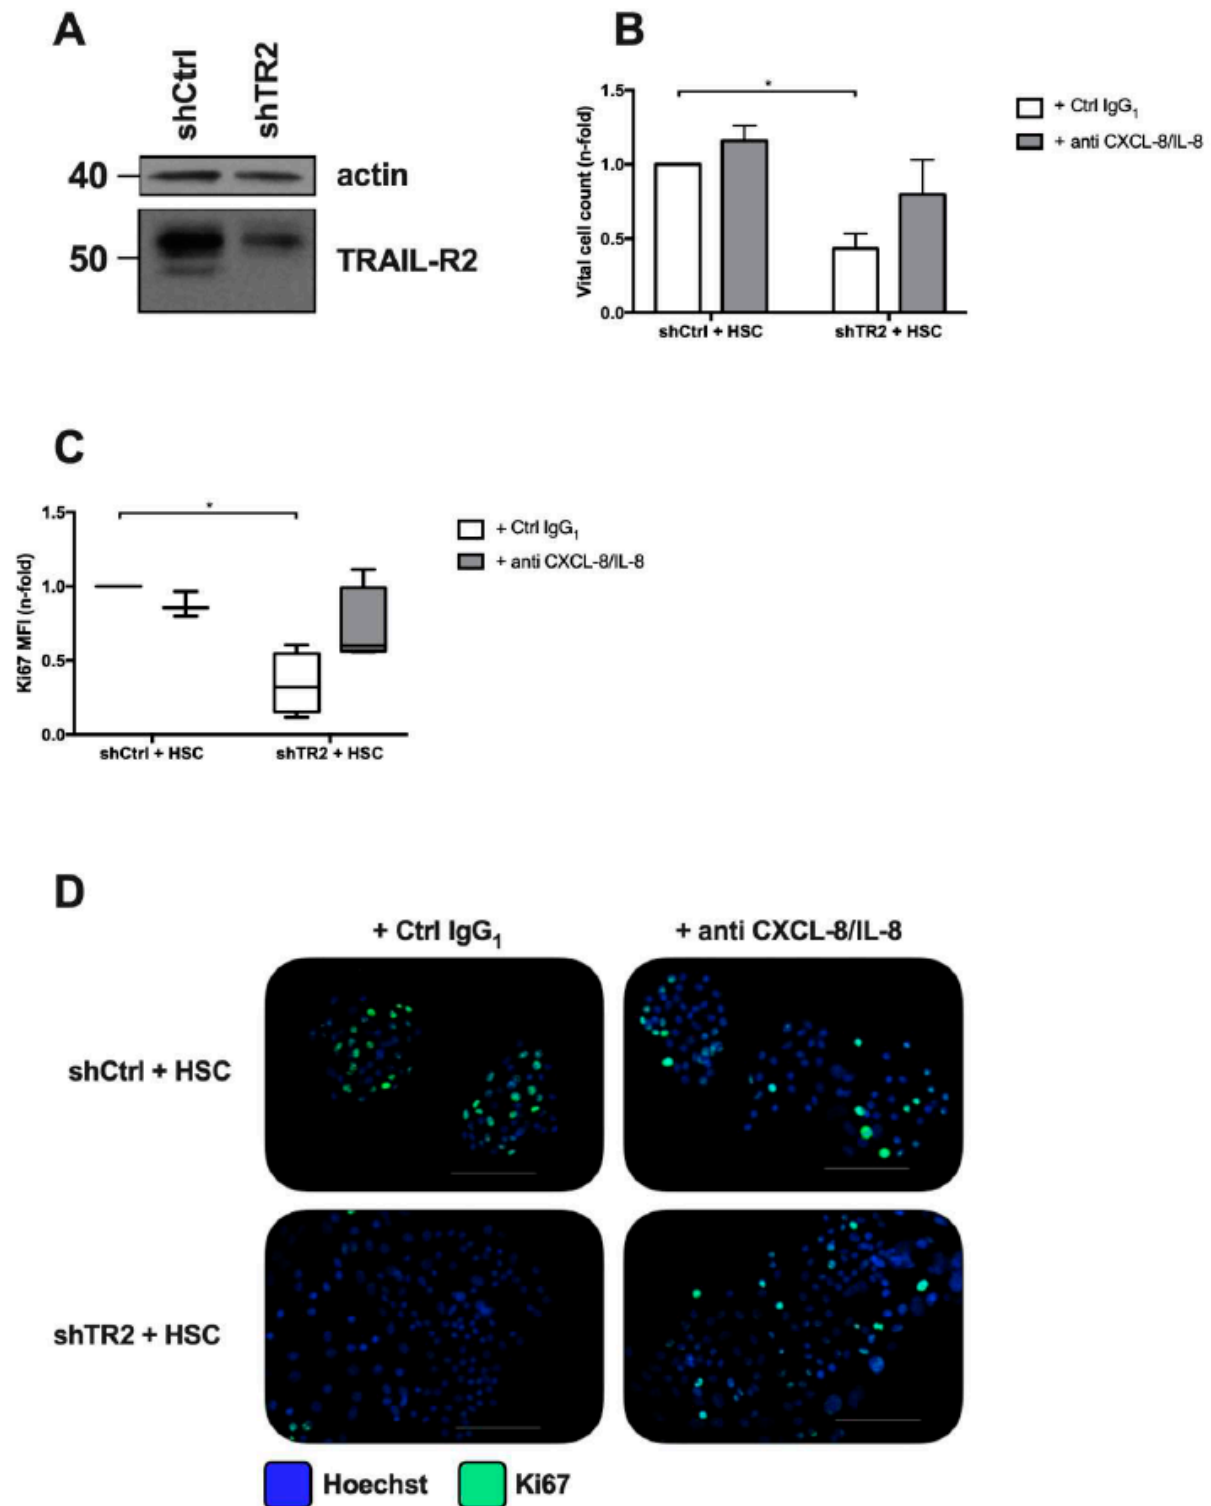 A
shCtrl
shTR2
40
actin
50
TRAIL-R2
B
*
1.5
1.0
0.5
0.0
Vital cell count (n-fold)
shCtrl + HSC
shTR2 + HSC
+ Ctrl IgG1
+ anti CXCL-8/IL-8
C
*
1.5
1.0
0.5
0.0
Ki67 MFI (n-fold)
shCtrl + HSC
shTR2 + HSC
+ Ctrl IgG1
+ anti CXCL-8/IL-8
D
+ Ctrl IgG1
+ anti CXCL-8/IL-8
shCtrl + HSC
shTR2 + HSC
Hoechst
Ki67